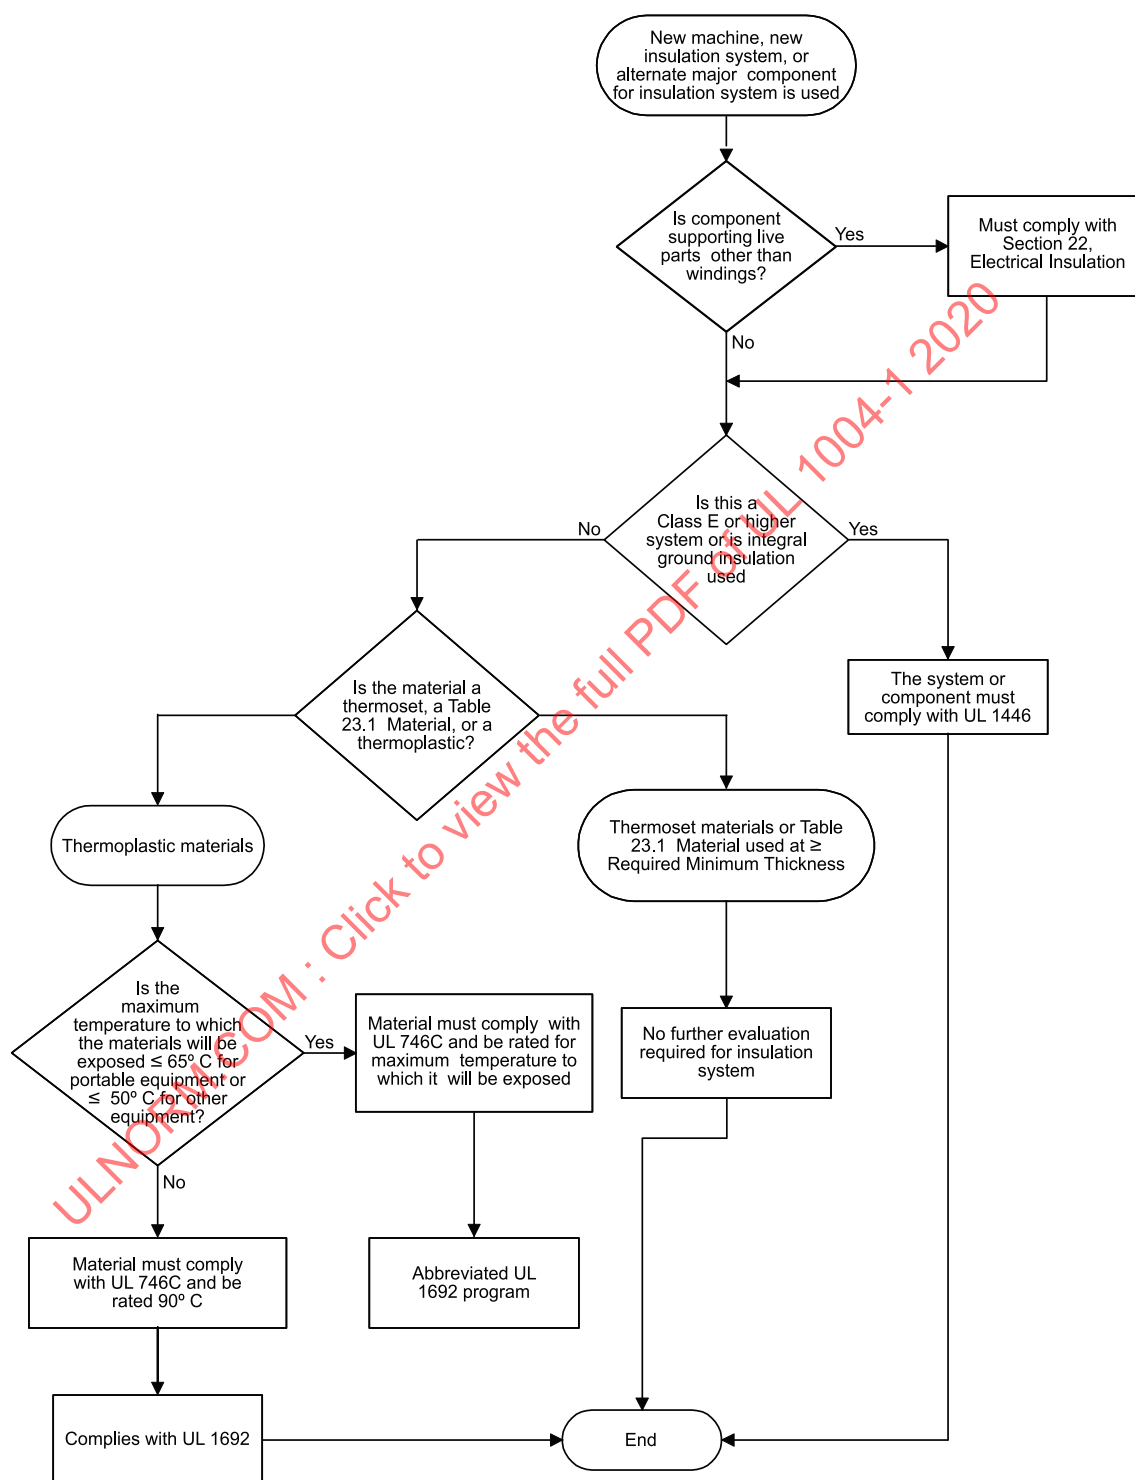 New machine, new
insulation system, or
alternate major component
for insulation system is used
Is component
supporting live
parts other than
windings?
Yes
Must comply with
Section 22,
Electrical Insulation
No
Is this a
Class E or higher
system or is integral
ground insulation
used
No
Yes
Is the material a
thermoset, a Table
23.1 Material, or a
thermoplastic?
The system or
component must
comply with UL 1446
Thermoplastic materials
Thermoset materials or Table
23.1 Material used at ≥
Required Minimum Thickness
Is the
maximum
temperature to which
the materials will be
exposed ≤ 65º C for
portable equipment or
≤ 50º C for other
equipment?
Yes
Material must comply with
UL 746C and be rated for
maximum temperature to
which it will be exposed
No further evaluation
required for insulation
system
No
Material must comply
with UL 746C and be
rated 90º C
Abbreviated UL
1692 program
Complies with UL 1692
End
ULNORM.COM : Click to view the full PDF of UL 1004-1 2020